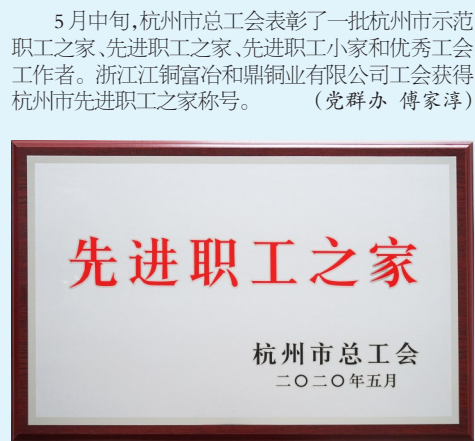 5月中旬,杭州市总工会表彰了一批杭州市示范
职工之家、先进职工之家、先进职工小家和优秀工会
工作者。浙江江铜富冶和鼎铜业有限公司工会获得
杭州市先进职工之家称号。 (党群办 傅家淳)
先进职工之家
杭州市总工会
二〇二〇年五月